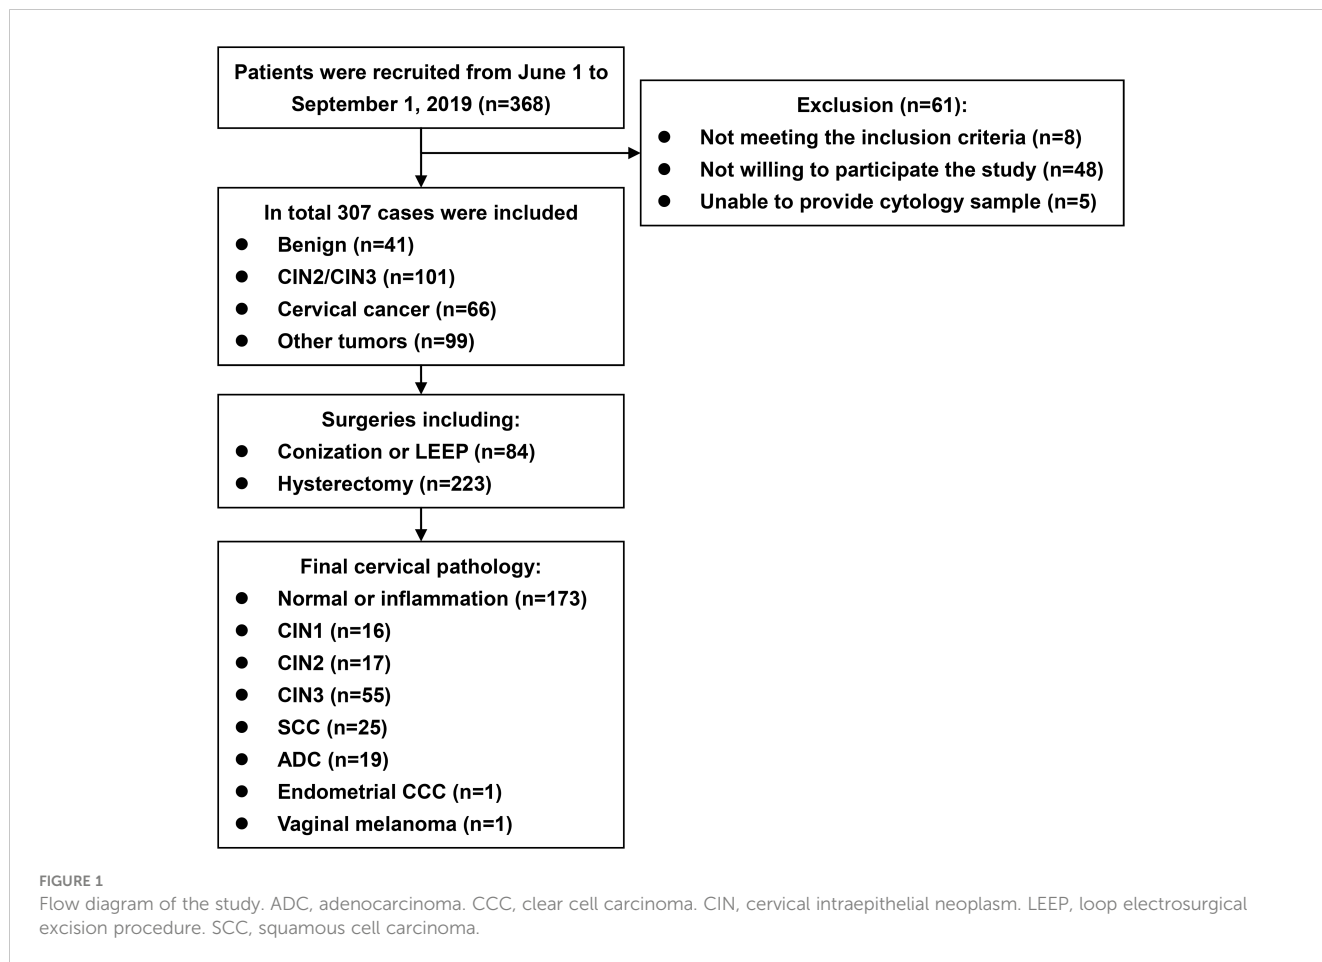 Patients were recruited from June 1 to
September 1, 2019 (n=368)
Exclusion (n=61):
● Not meeting the inclusion criteria (n=8)
● Not willing to participate the study (n=48)
● Unable to provide cytology sample (n=5)
In total 307 cases were included
● Benign (n=41)
● CIN2/CIN3 (n=101)
● Cervical cancer (n=66)
● Other tumors (n=99)
Surgeries including:
● Conization or LEEP (n=84)
● Hysterectomy (n=223)
Final cervical pathology:
● Normal or inflammation (n=173)
● CIN1 (n=16)
● CIN2 (n=17)
● CIN3 (n=55)
● SCC (n=25)
● ADC (n=19)
● Endometrial CCC (n=1)
● Vaginal melanoma (n=1)
FIGURE 1
Flow diagram of the study. ADC, adenocarcinoma. CCC, clear cell carcinoma. CIN, cervical intraepithelial neoplasm. LEEP, loop electrosurgical
excision procedure. SCC, squamous cell carcinoma.